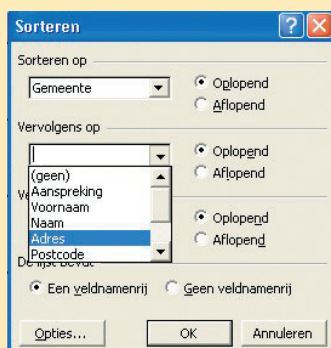 Sorteren
Sorteren op
Gemeente
Oplopend
Aflopend
Vervolgens op
Oplopend
Aflopend
(geen)
Aanspreking
Voornaam
Naam
Adres
Postcode
Ve
Oplopend
Aflopend
De lijst bevat
Een veldnamenrij Geen veldnamenrij
Opties... OK Annuleren